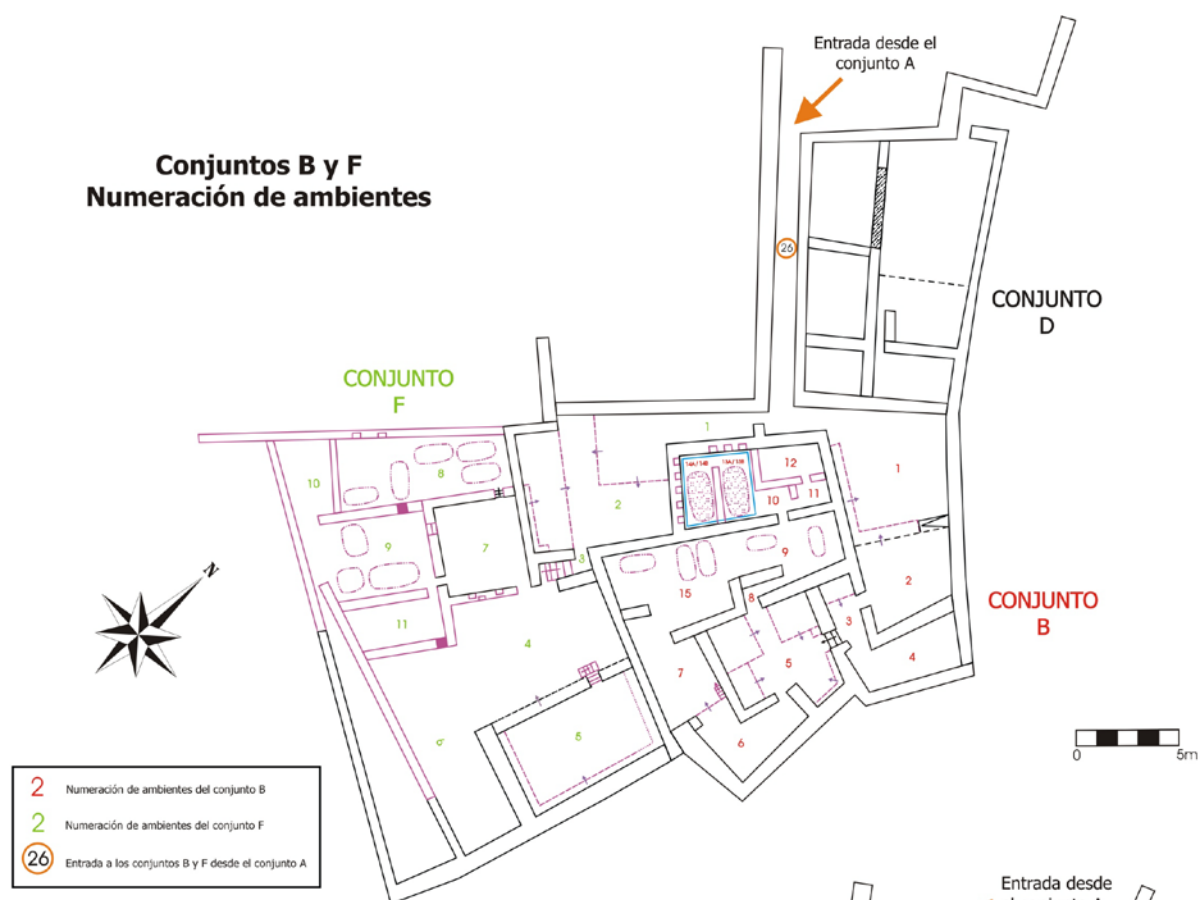 Entrada desde el
conjunto A
Conjuntos B y F
Numeración de ambientes
26
CONJUNTO
D
CONJUNTO
F
1
12
1
14A/14B
10
8
11
2
10
9
7
3
9
2
15
8
CONJUNTO
B
11
3
4
5
4
7
6
9
5
N
0
5m
2 Numeración de ambientes del conjunto B
2 Numeración de ambientes del conjunto F
26 Entrada a los conjuntos B y F desde el conjunto A
Entrada desde